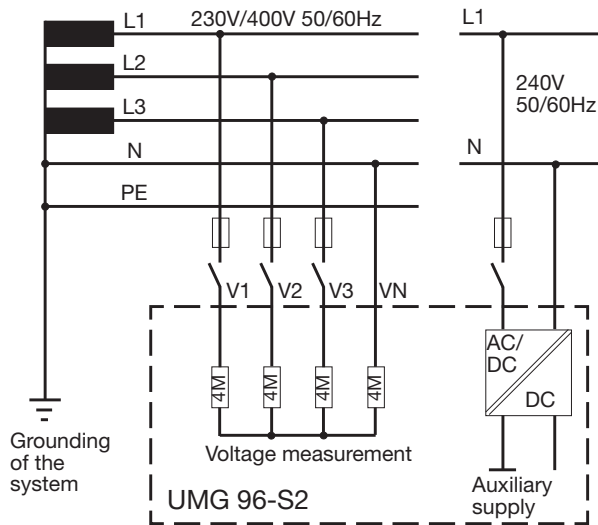 L1 230V/400V 50/60Hz
L1
L2
240V
50/60Hz
L3
N
N
PE
V1 V2 V3 VN
AC/
DC
DC
4M 4M 4M 4M
Grounding
of the
system
Voltage measurement
UMG 96-S2
Auxiliary
supply